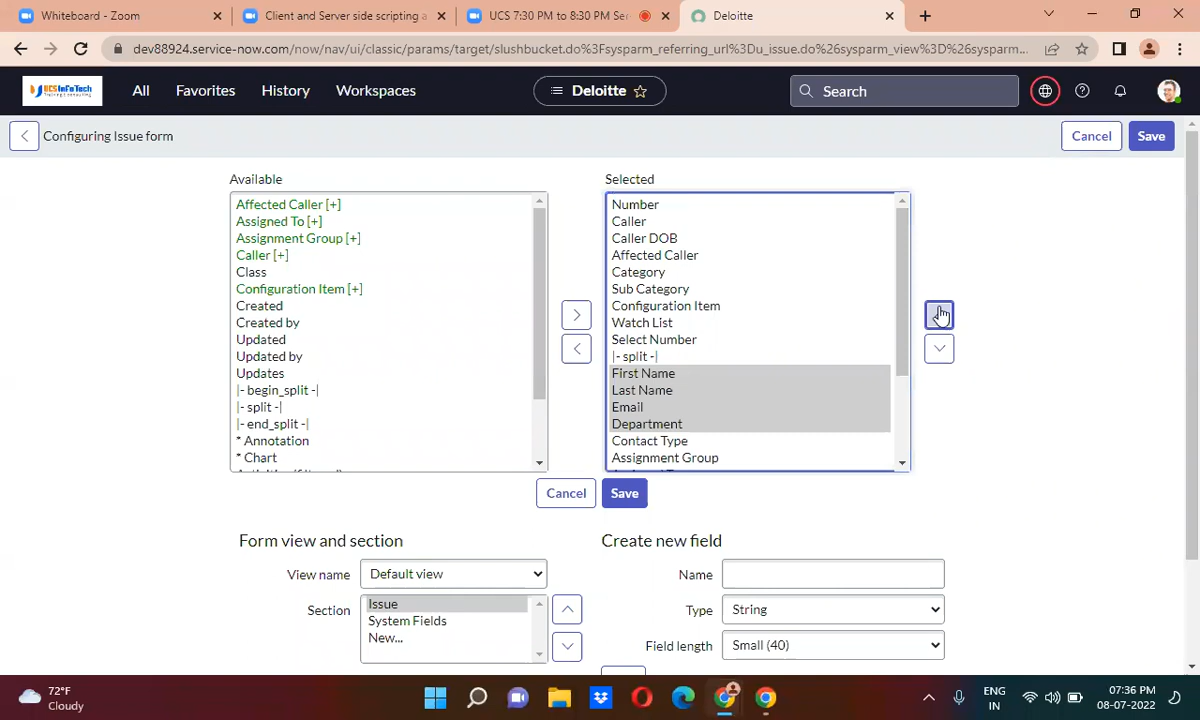 Whiteboard - Zoom
Client and Server side scripting a
UCS 7:30 PM to 8:30 PM Ser
Deloitte
dev88924.service-now.com/now/nav/ui/classic/params/target/slushbucket.do%3Fsysparm_referring_url%3Du_issue.do%26sysparm_view%3D%26sysparm...
UCS InFoTech
All
Favorites
History
Workspaces
Deloitte
Search
Configuring Issue form
Cancel
Save
Available
Affected Caller [+]
Assigned To [+]
Assignment Group [+]
Caller [+]
Class
Configuration Item [+]
Created
Created by
Updated
Updated by
Updates
|- begin_split -|
|- split -|
|- end_split -|
* Annotation
* Chart
Selected
Number
Caller
Caller DOB
Affected Caller
Category
Sub Category
Configuration Item
Watch List
Select Number
|- split -|
First Name
Last Name
Email
Department
Contact Type
Assignment Group
Cancel
Save
Form view and section
View name
Default view
Section
Issue
System Fields
New...
Create new field
Name
Type
String
Field length
Small (40)
72°F
Cloudy
ENG
IN
07:36 PM
08-07-2022